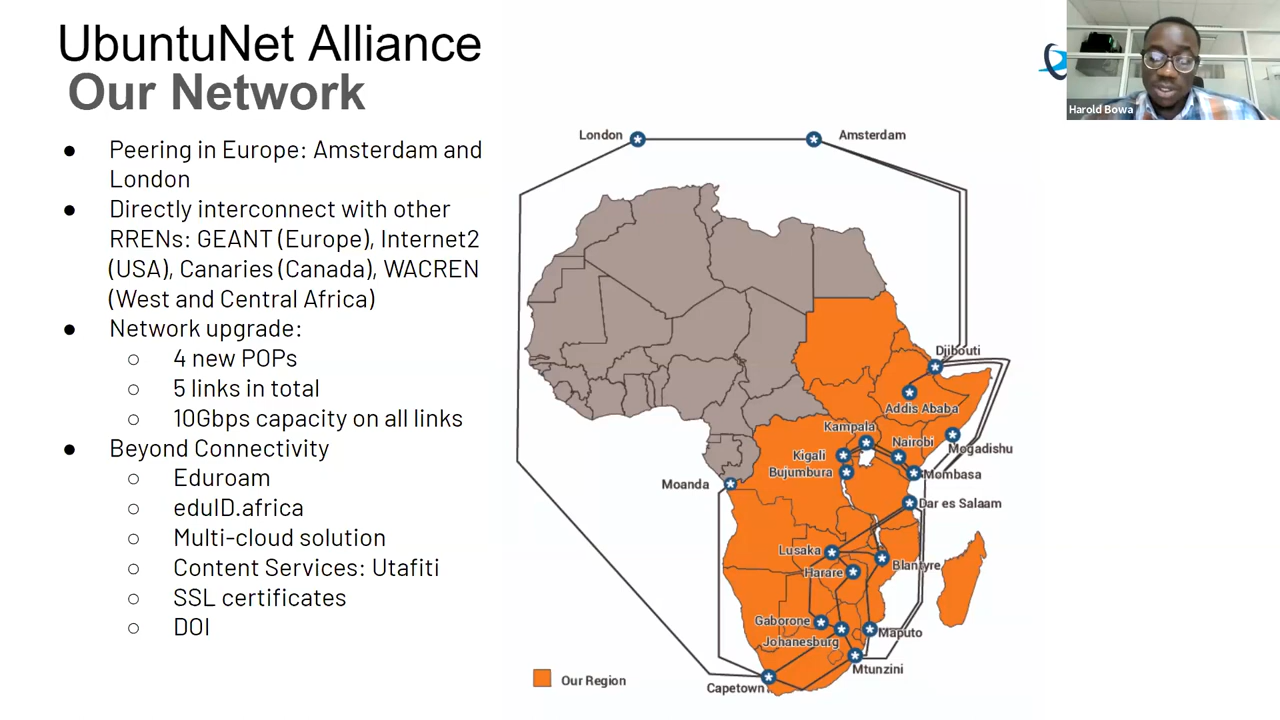 UbuntuNet Alliance
Our Network
● Peering in Europe: Amsterdam and
London
● Directly interconnect with other
RRENs: GEANT (Europe), Internet2
(USA), Canaries (Canada), WACREN
(West and Central Africa)
● Network upgrade:
○ 4 new POPs
○ 5 links in total
○ 10Gbps capacity on all links
● Beyond Connectivity
○ Eduroam
○ eduID.africa
○ Multi-cloud solution
○ Content Services: Utafiti
○ SSL certificates
○ DOI
London
Amsterdam
Djibouti
Addis Ababa
Kampala
Nairobi
Mogadishu
Kigali
Bujumbura
Mombasa
Moanda
Dar es Salaam
Lusaka
Blantyre
Harare
Gaborone
Johanesburg
Maputo
Mtunzini
Capetown
Our Region
Harold Bowa